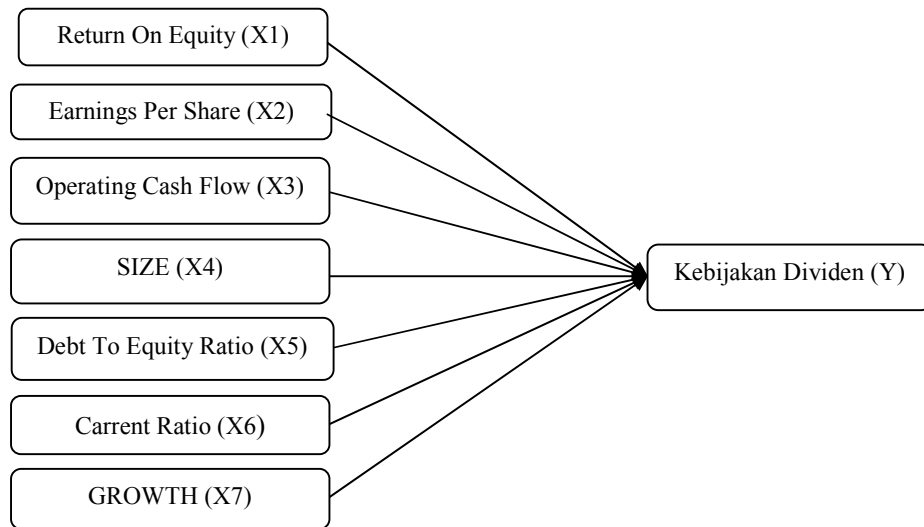 Return On Equity (X1)
Earnings Per Share (X2)
Operating Cash Flow (X3)
SIZE (X4)
Kebijakan Dividen (Y)
Debt To Equity Ratio (X5)
Carrent Ratio (X6)
GROWTH (X7)